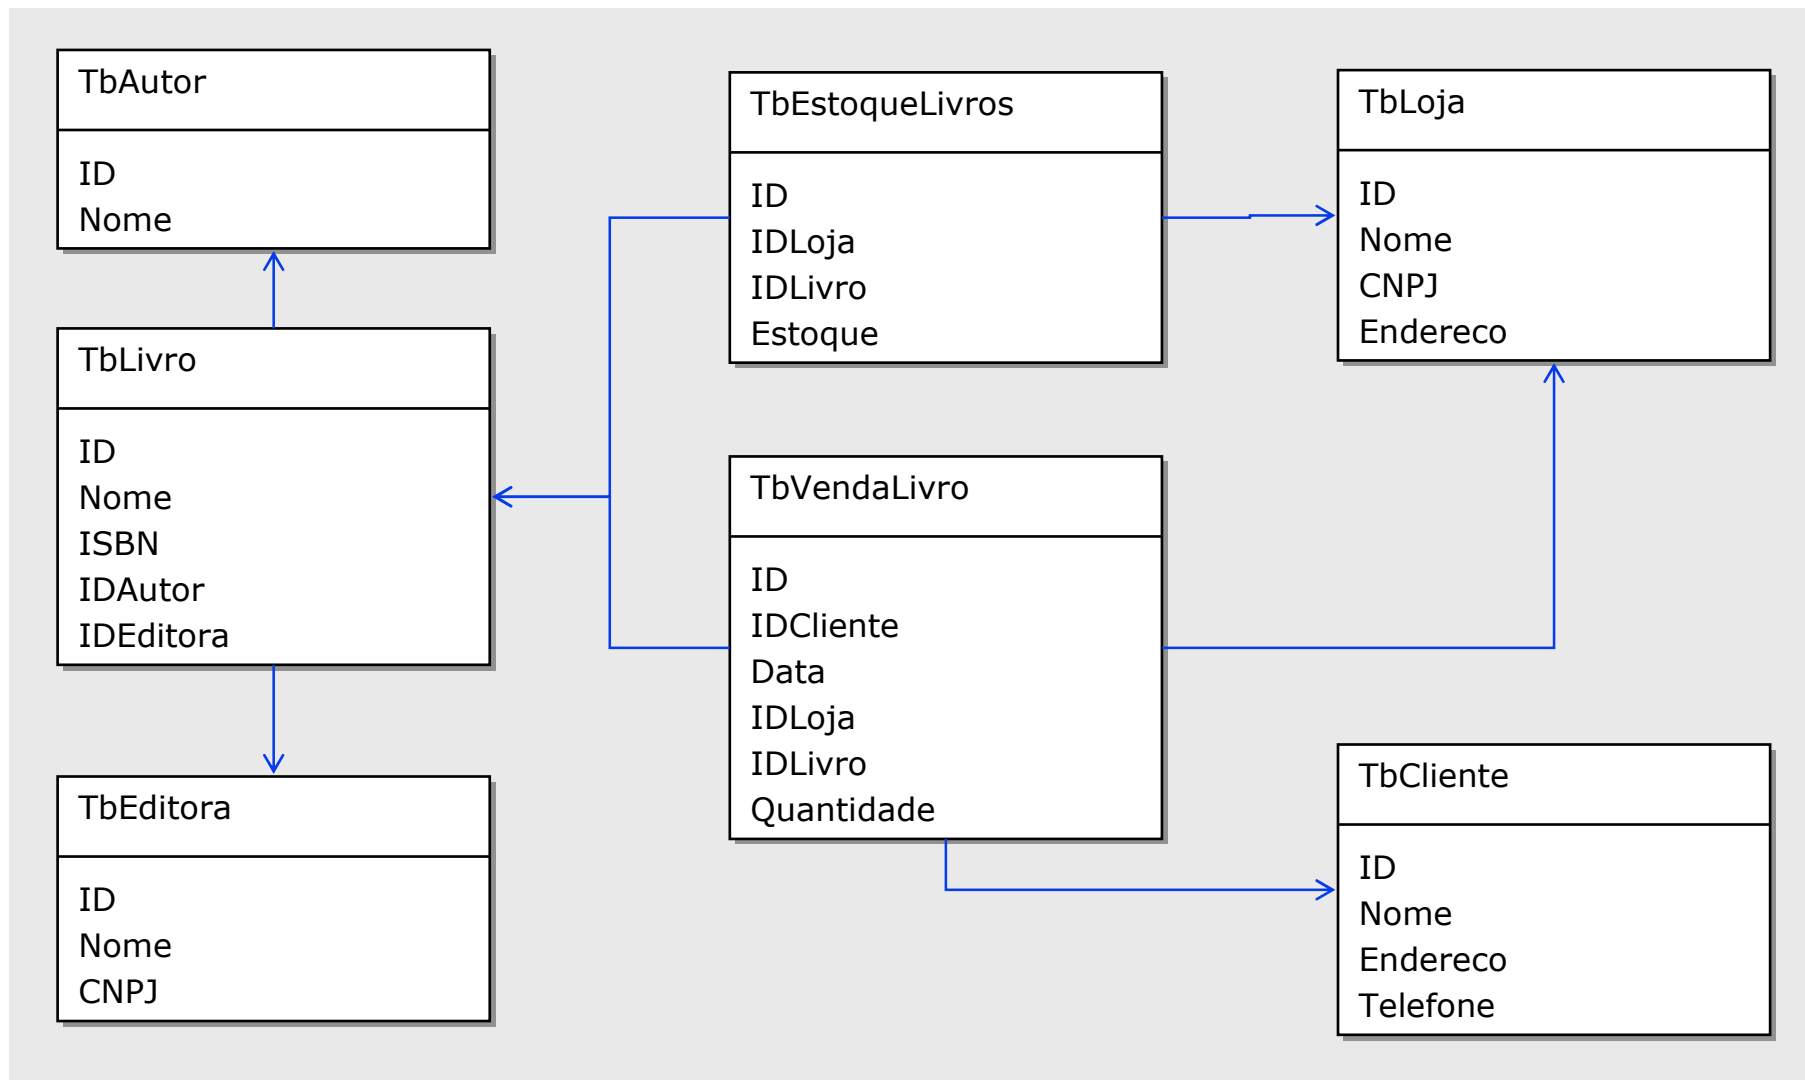 TbAutor
ID
Nome
TbLivro
ID
Nome
ISBN
IDAutor
IDEditora
TbEditora
ID
Nome
CNPJ
TbEstoqueLivros
ID
IDLoja
IDLivro
Estoque
TbVendaLivro
ID
IDCliente
Data
IDLoja
IDLivro
Quantidade
TbLoja
ID
Nome
CNPJ
Endereco
TbCliente
ID
Nome
Endereco
Telefone